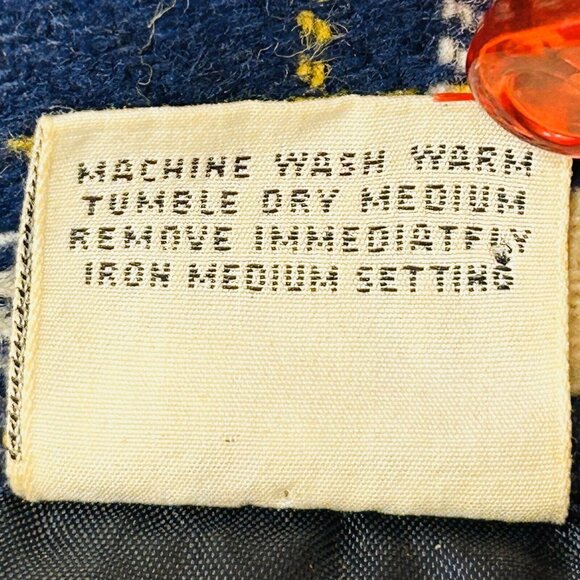 MACHINE WASH WARM
TUMBLE DRY MEDIUM
REMOVE IMMEDIATELY
IRON MEDIUM SETTING